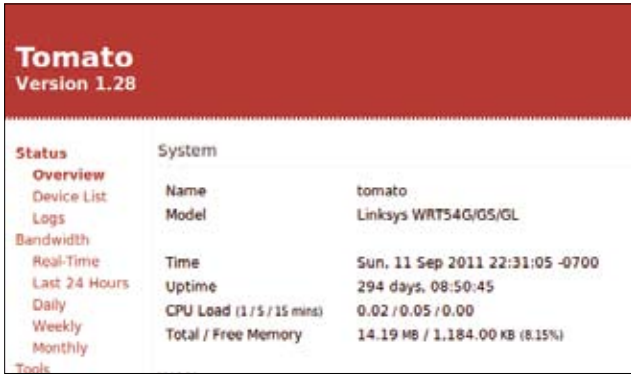 Tomato
Version 1.28
Status
Overview
Device List
Logs
Bandwidth
Real-Time
Last 24 Hours
Daily
Weekly
Monthly
Tools
System
Name tomato
Model Linksys WRT54G/GS/GL
Time Sun, 11 Sep 2011 22:31:05 -0700
Uptime 294 days, 08:50:45
CPU Load (1 / 5 / 15 mins) 0.02 / 0.05 / 0.00
Total / Free Memory 14.19 MB / 1,184.00 KB (8.15%)